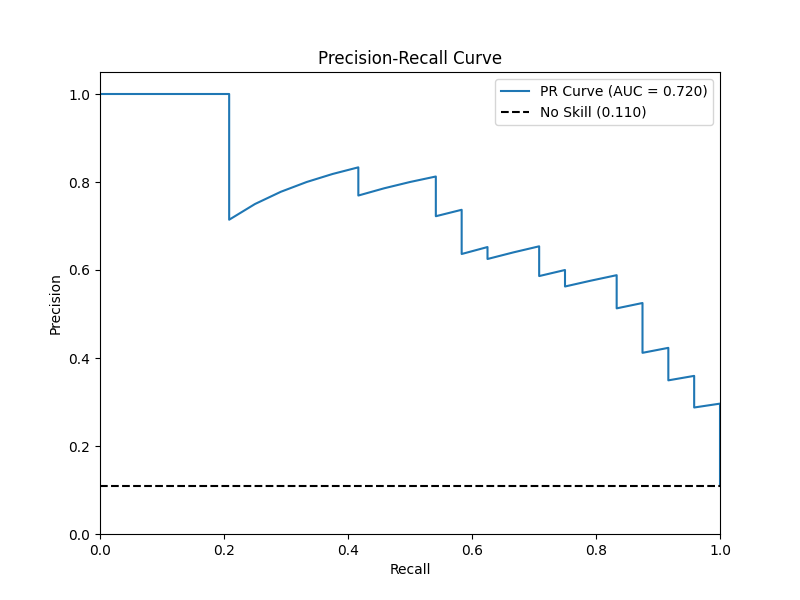 Precision-Recall Curve
PR Curve (AUC = 0.720)
No Skill (0.110)
1.0
0.8
0.6
0.4
0.2
0.0
Precision
0.0 0.2 0.4 0.6 0.8 1.0
Recall